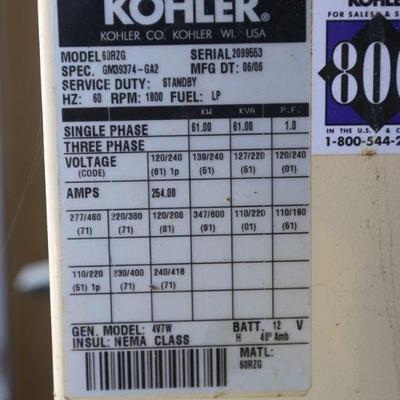 KOHLER®
KOHLER CO. KOHLER WI. USA
MODEL 60RZG SERIAL 2099553
SPEC. GM39374-GA2 MFG DT: 06/06
SERVICE DUTY: STANDBY
HZ: 60 RPM: 1800 FUEL: LP
KW KVA P.F.
SINGLE PHASE 61.00 61.00 1.0
THREE PHASE
VOLTAGE 120/240 139/240 127/220 120/240
(CODE) (61) 1p (51) (51) (01)
AMPS 254.00
277/480 220/380 120/208 347/600 110/220 110/190
(71) (71) (81) (91) (01) (51)
110/220 230/400 240/416
(61) 1p (71) (71)
GEN. MODEL: 4V7W BATT. 12 V
INSUL: NEMA CLASS H 40° Amb
MATL:
60RZG
KOHLER
FOR SALES & S
800
IN THE U.S. & C
1-800-544-2